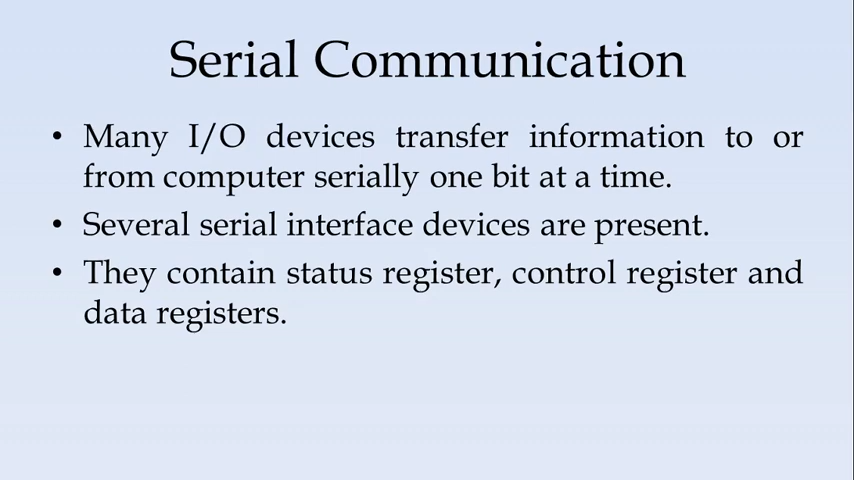 Serial Communication
• Many I/O devices transfer information to or
from computer serially one bit at a time.
• Several serial interface devices are present.
• They contain status register, control register and
data registers.